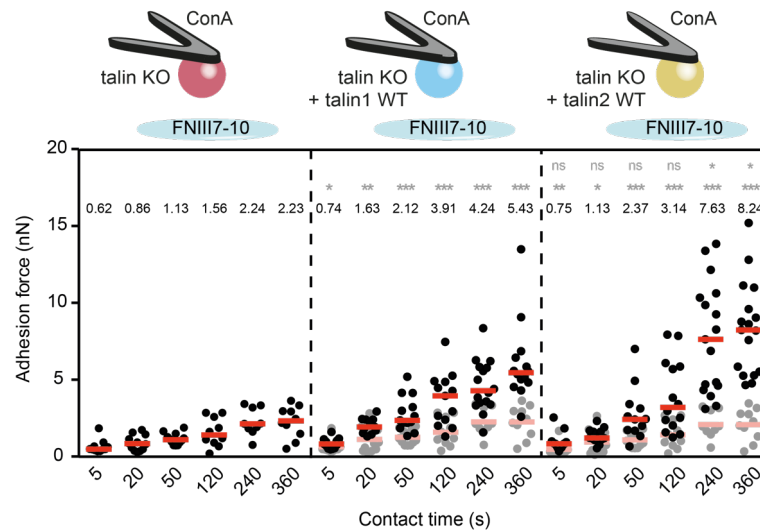 ConA ConA ConA
talin KO talin KO talin KO
+ talin1 WT + talin2 WT
FNIII7-10 FNIII7-10 FNIII7-10
20
ns ns ns ns * *
* ** *** *** *** *** ** * *** *** *** ***
0.62 0.86 1.13 1.56 2.24 2.23 0.74 1.63 2.12 3.91 4.24 5.43 0.75 1.13 2.37 3.14 7.63 8.24
15
Adhesion force (nN)
10
5
0
5 20 50 120 240 360 5 20 50 120 240 360 5 20 50 120 240 360
Contact time (s)